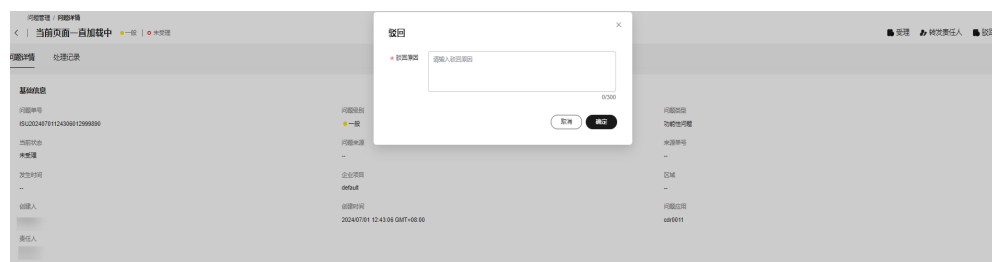 问题管理 / 问题详情
当前页面一直加载中 一般 未受理
受理 转发责任人 驳回
问题详情 处理记录
驳回
* 驳回原因 请输入驳回原因
0/300
取消 确定
基础信息
问题单号 问题级别 问题类型
ISU2024070112430601299980 一般 功能性问题
当前状态 问题来源 来源单号
未受理 -- --
发生时间 企业项目 区域
-- default --
创建人 创建时间 问题应用
2024/07/01 12:43:06 GMT+08:00 cdr0011
责任人